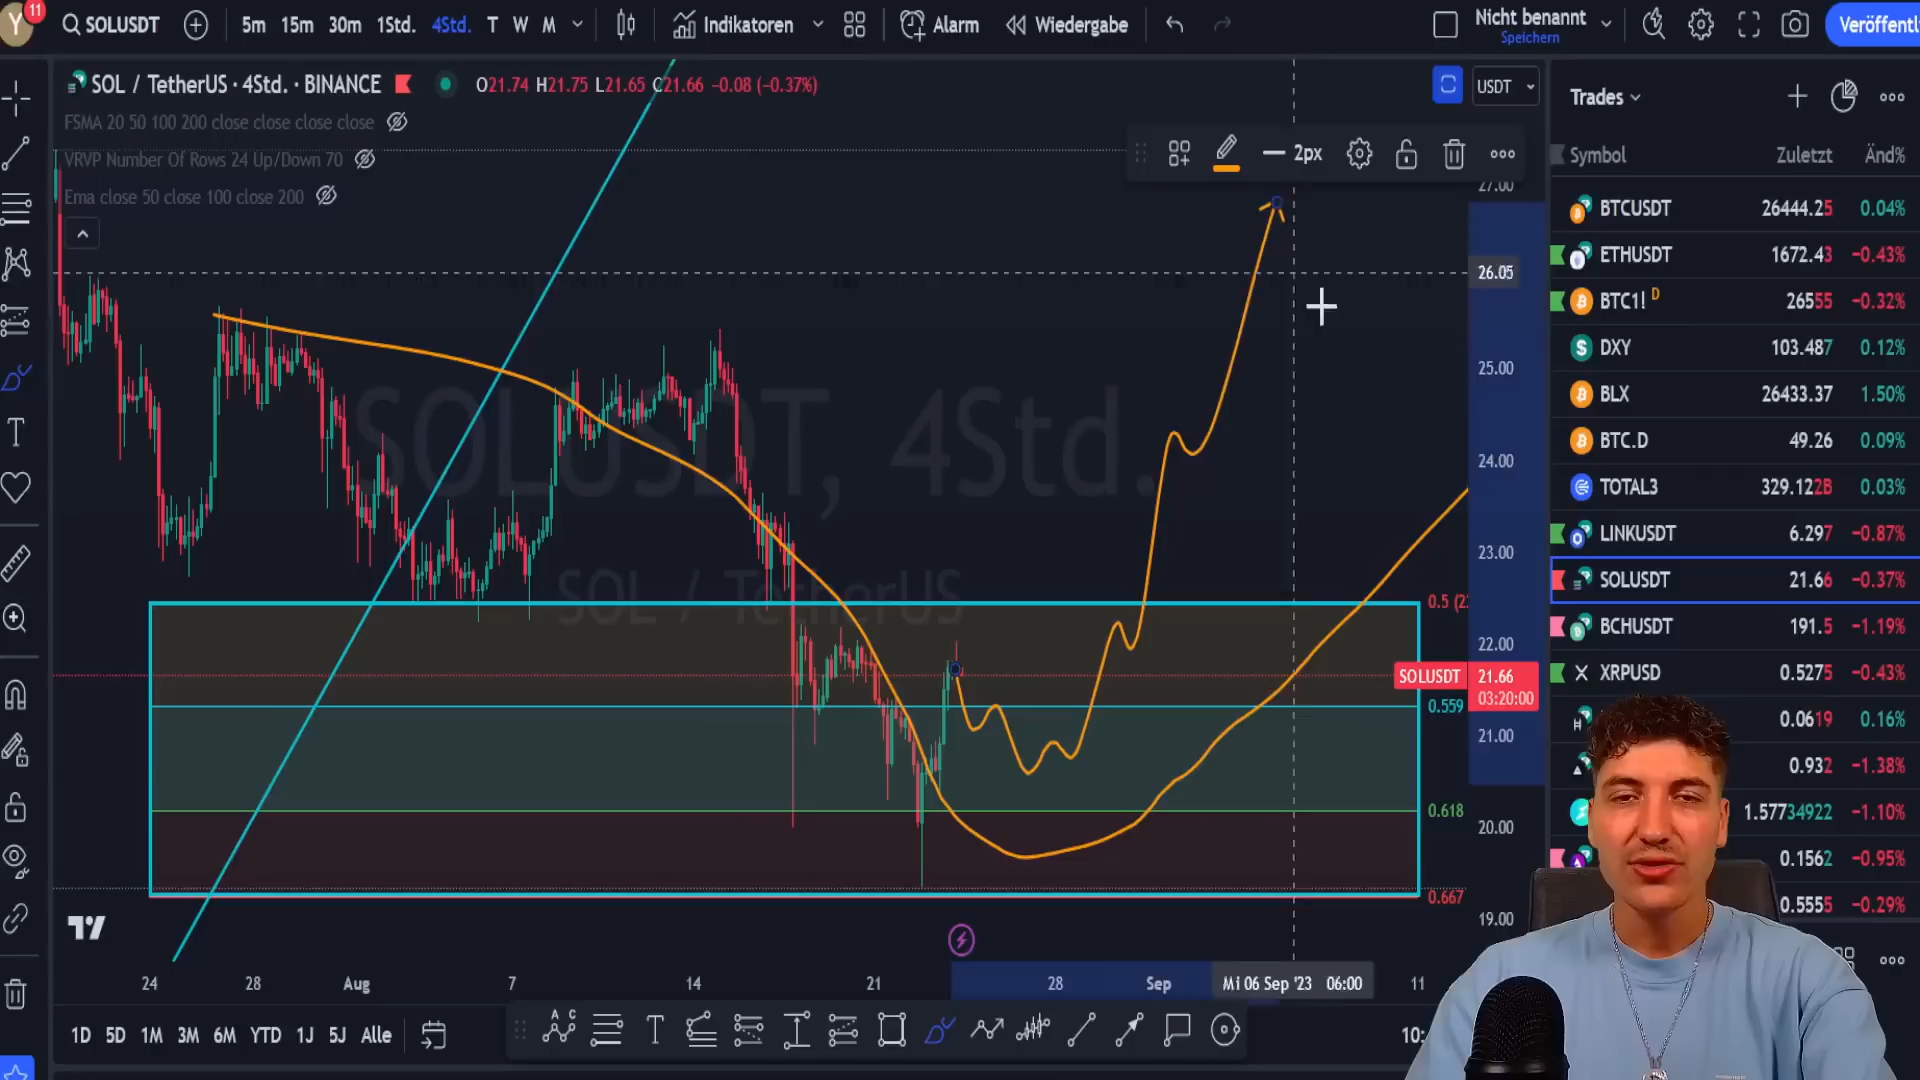 Y
11
SOLUSDT
5m 15m 30m 1Std. 4Std. T W M
Indikatoren
Alarm
Wiedergabe
Nicht benannt
Speichern
Veröffentl
SOL / TetherUS · 4Std. · BINANCE
O21.74 H21.75 L21.65 C21.66 −0.08 (−0.37%)
USDT
FSMA 20 50 100 200 close close close close
VRVP Number Of Rows 24 Up/Down 70
Ema close 50 close 100 close 200
2px
Trades
Symbol Zuletzt Änd%
BTCUSDT 26444.25 0.04%
ETHUSDT 1672.43 −0.43%
BTC1! D 26555 −0.32%
DXY 103.487 0.12%
BLX 26433.37 1.50%
BTC.D 49.26 0.09%
TOTAL3 329.122B 0.03%
LINKUSDT 6.297 −0.87%
SOLUSDT 21.66 −0.37%
BCHUSDT 191.5 −1.19%
XRPUSD 0.5275 −0.43%
0.0619 0.16%
0.932 −1.38%
1.57734922 −1.10%
0.1562 −0.95%
0.5555 −0.29%
27.00
26.05
25.00
24.00
23.00
22.00
21.00
20.00
19.00
SOLUSDT, 4Std.
SOL / TetherUS
0.5 (2
SOLUSDT 21.66
03:20:00
0.559
0.618
0.667
24 28 Aug 7 14 21 28 Sep Mi 06 Sep '23 06:00 11
1D 5D 1M 3M 6M YTD 1J 5J Alle
10: